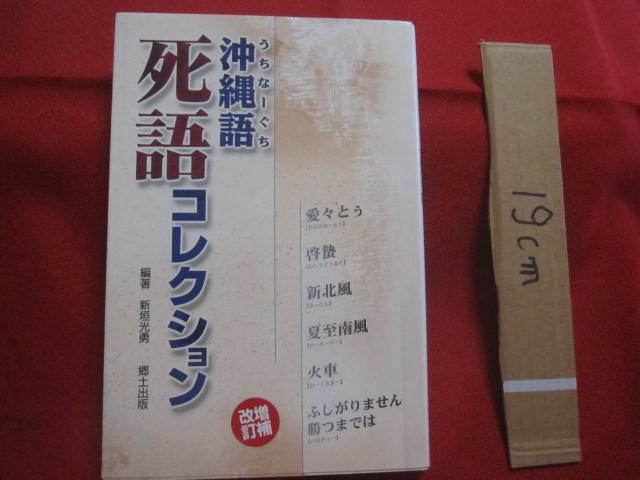 うちなーぐち
沖縄語
死語
コレクション
編著 新垣光勇 郷土出版
愛々とぅ
啓蟄
新北風
夏至南風
火車
ふしがりません
勝つまでは
増補
改訂
19cm